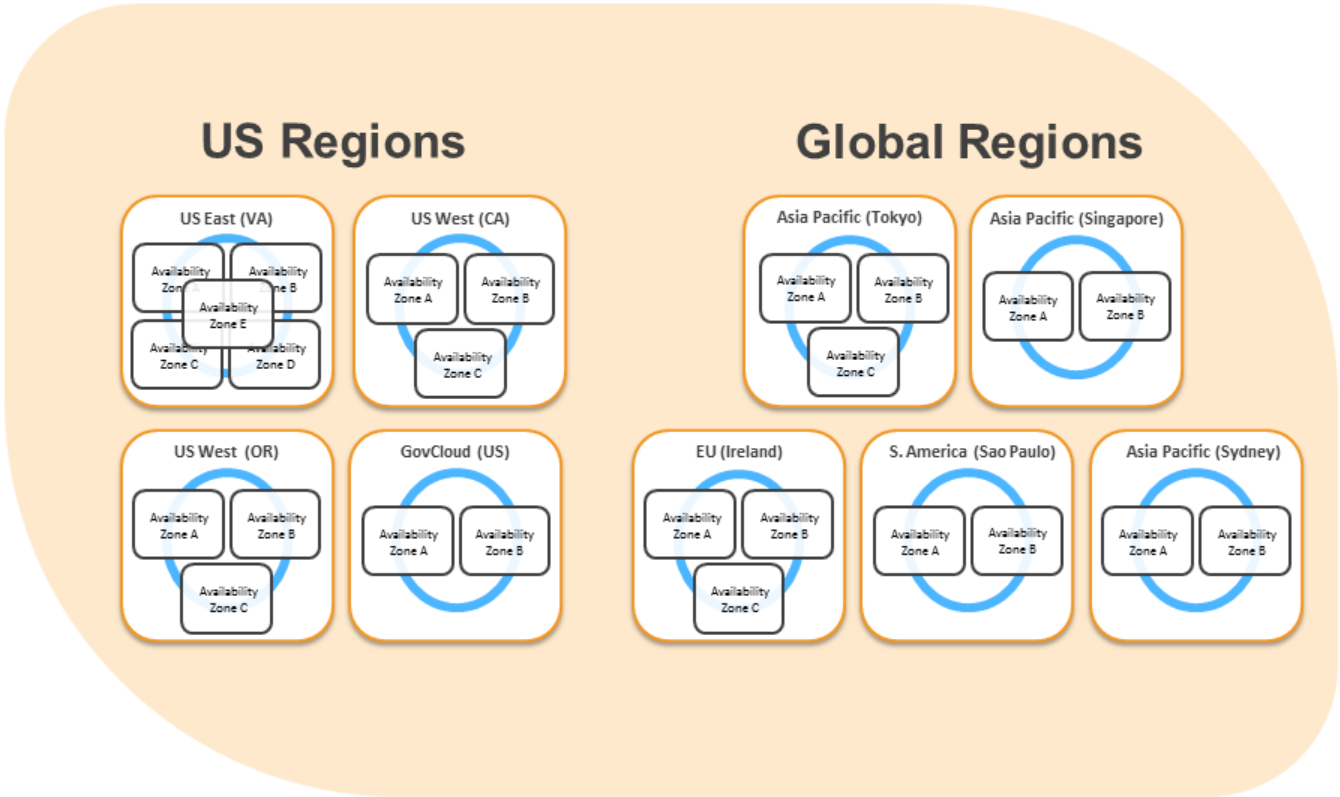 US Regions
US East (VA)
Availability
Zone A
Availability
Zone B
Availability
Zone E
Availability
Zone C
Availability
Zone D
US West (CA)
Availability
Zone A
Availability
Zone B
Availability
Zone C
US West (OR)
Availability
Zone A
Availability
Zone B
Availability
Zone C
GovCloud (US)
Availability
Zone A
Availability
Zone B
Global Regions
Asia Pacific (Tokyo)
Availability
Zone A
Availability
Zone B
Availability
Zone C
Asia Pacific (Singapore)
Availability
Zone A
Availability
Zone B
EU (Ireland)
Availability
Zone A
Availability
Zone B
Availability
Zone C
S. America (Sao Paulo)
Availability
Zone A
Availability
Zone B
Asia Pacific (Sydney)
Availability
Zone A
Availability
Zone B